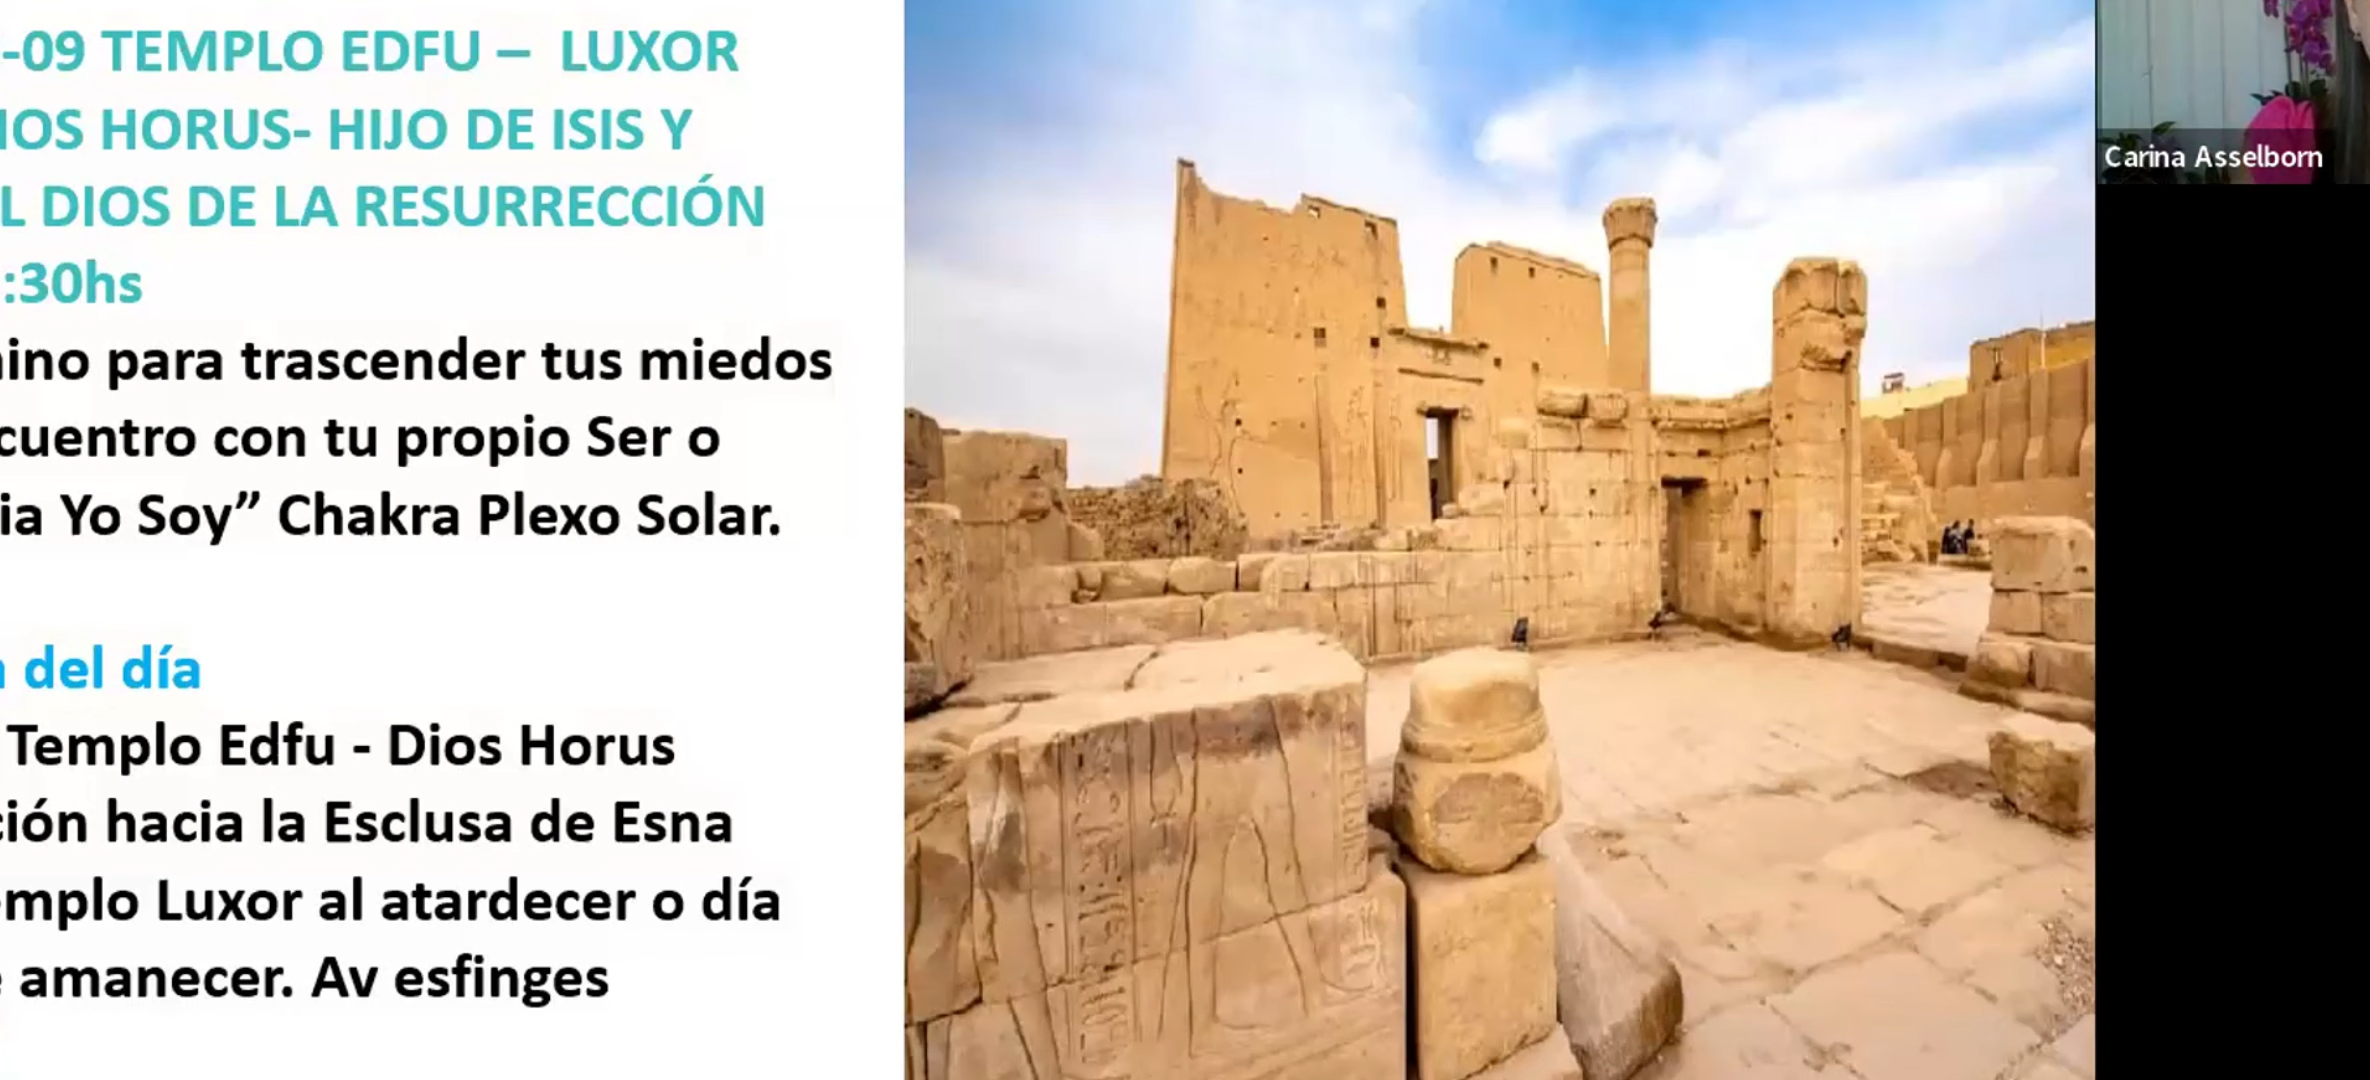 -09 TEMPLO EDFU – LUXOR
IOS HORUS- HIJO DE ISIS Y
L DIOS DE LA RESURRECCIÓN
:30hs
ino para trascender tus miedos
cuentro con tu propio Ser o
ia Yo Soy” Chakra Plexo Solar.
del día
Templo Edfu - Dios Horus
ción hacia la Esclusa de Esna
emplo Luxor al atardecer o día
e amanecer. Av esfinges
Carina Asselborn